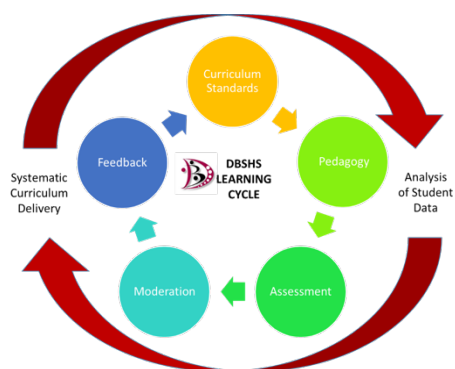 Curriculum
Standards
Feedback
DBSHS
LEARNING
CYCLE
Pedagogy
Systematic
Curriculum
Delivery
Analysis
of Student
Data
Moderation
Assessment